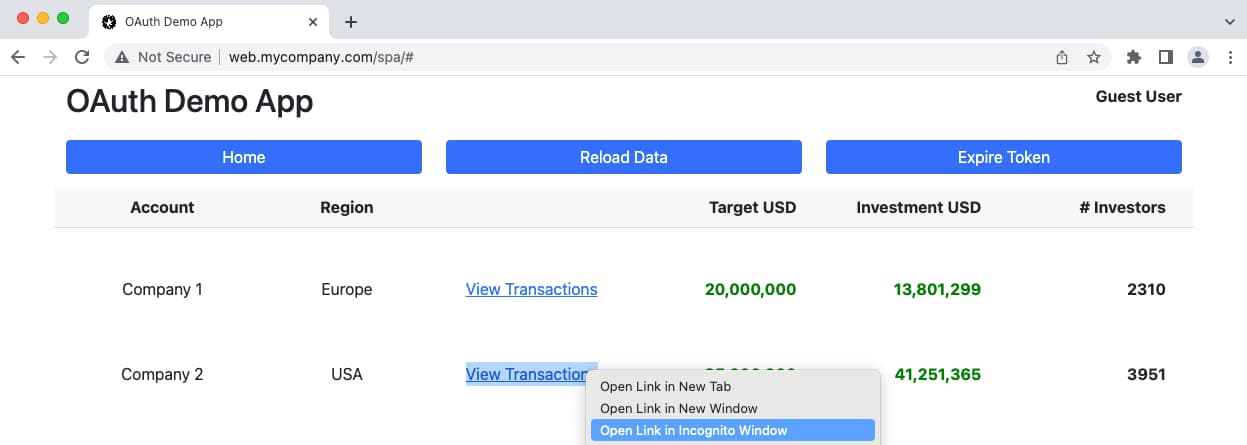 OAuth Demo App
Not Secure web.mycompany.com/spa/#
OAuth Demo App
Guest User
Home Reload Data Expire Token
Account Region Target USD Investment USD # Investors
Company 1 Europe View Transactions 20,000,000 13,801,299 2310
Company 2 USA View Transaction 41,251,365 3951
Open Link in New Tab
Open Link in New Window
Open Link in Incognito Window